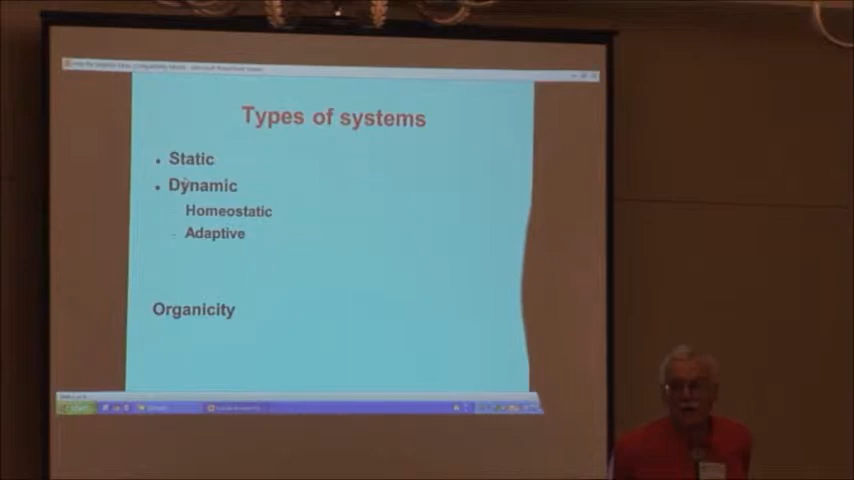 Types of systems
• Static
• Dynamic
Homeostatic
- Adaptive
Organicity